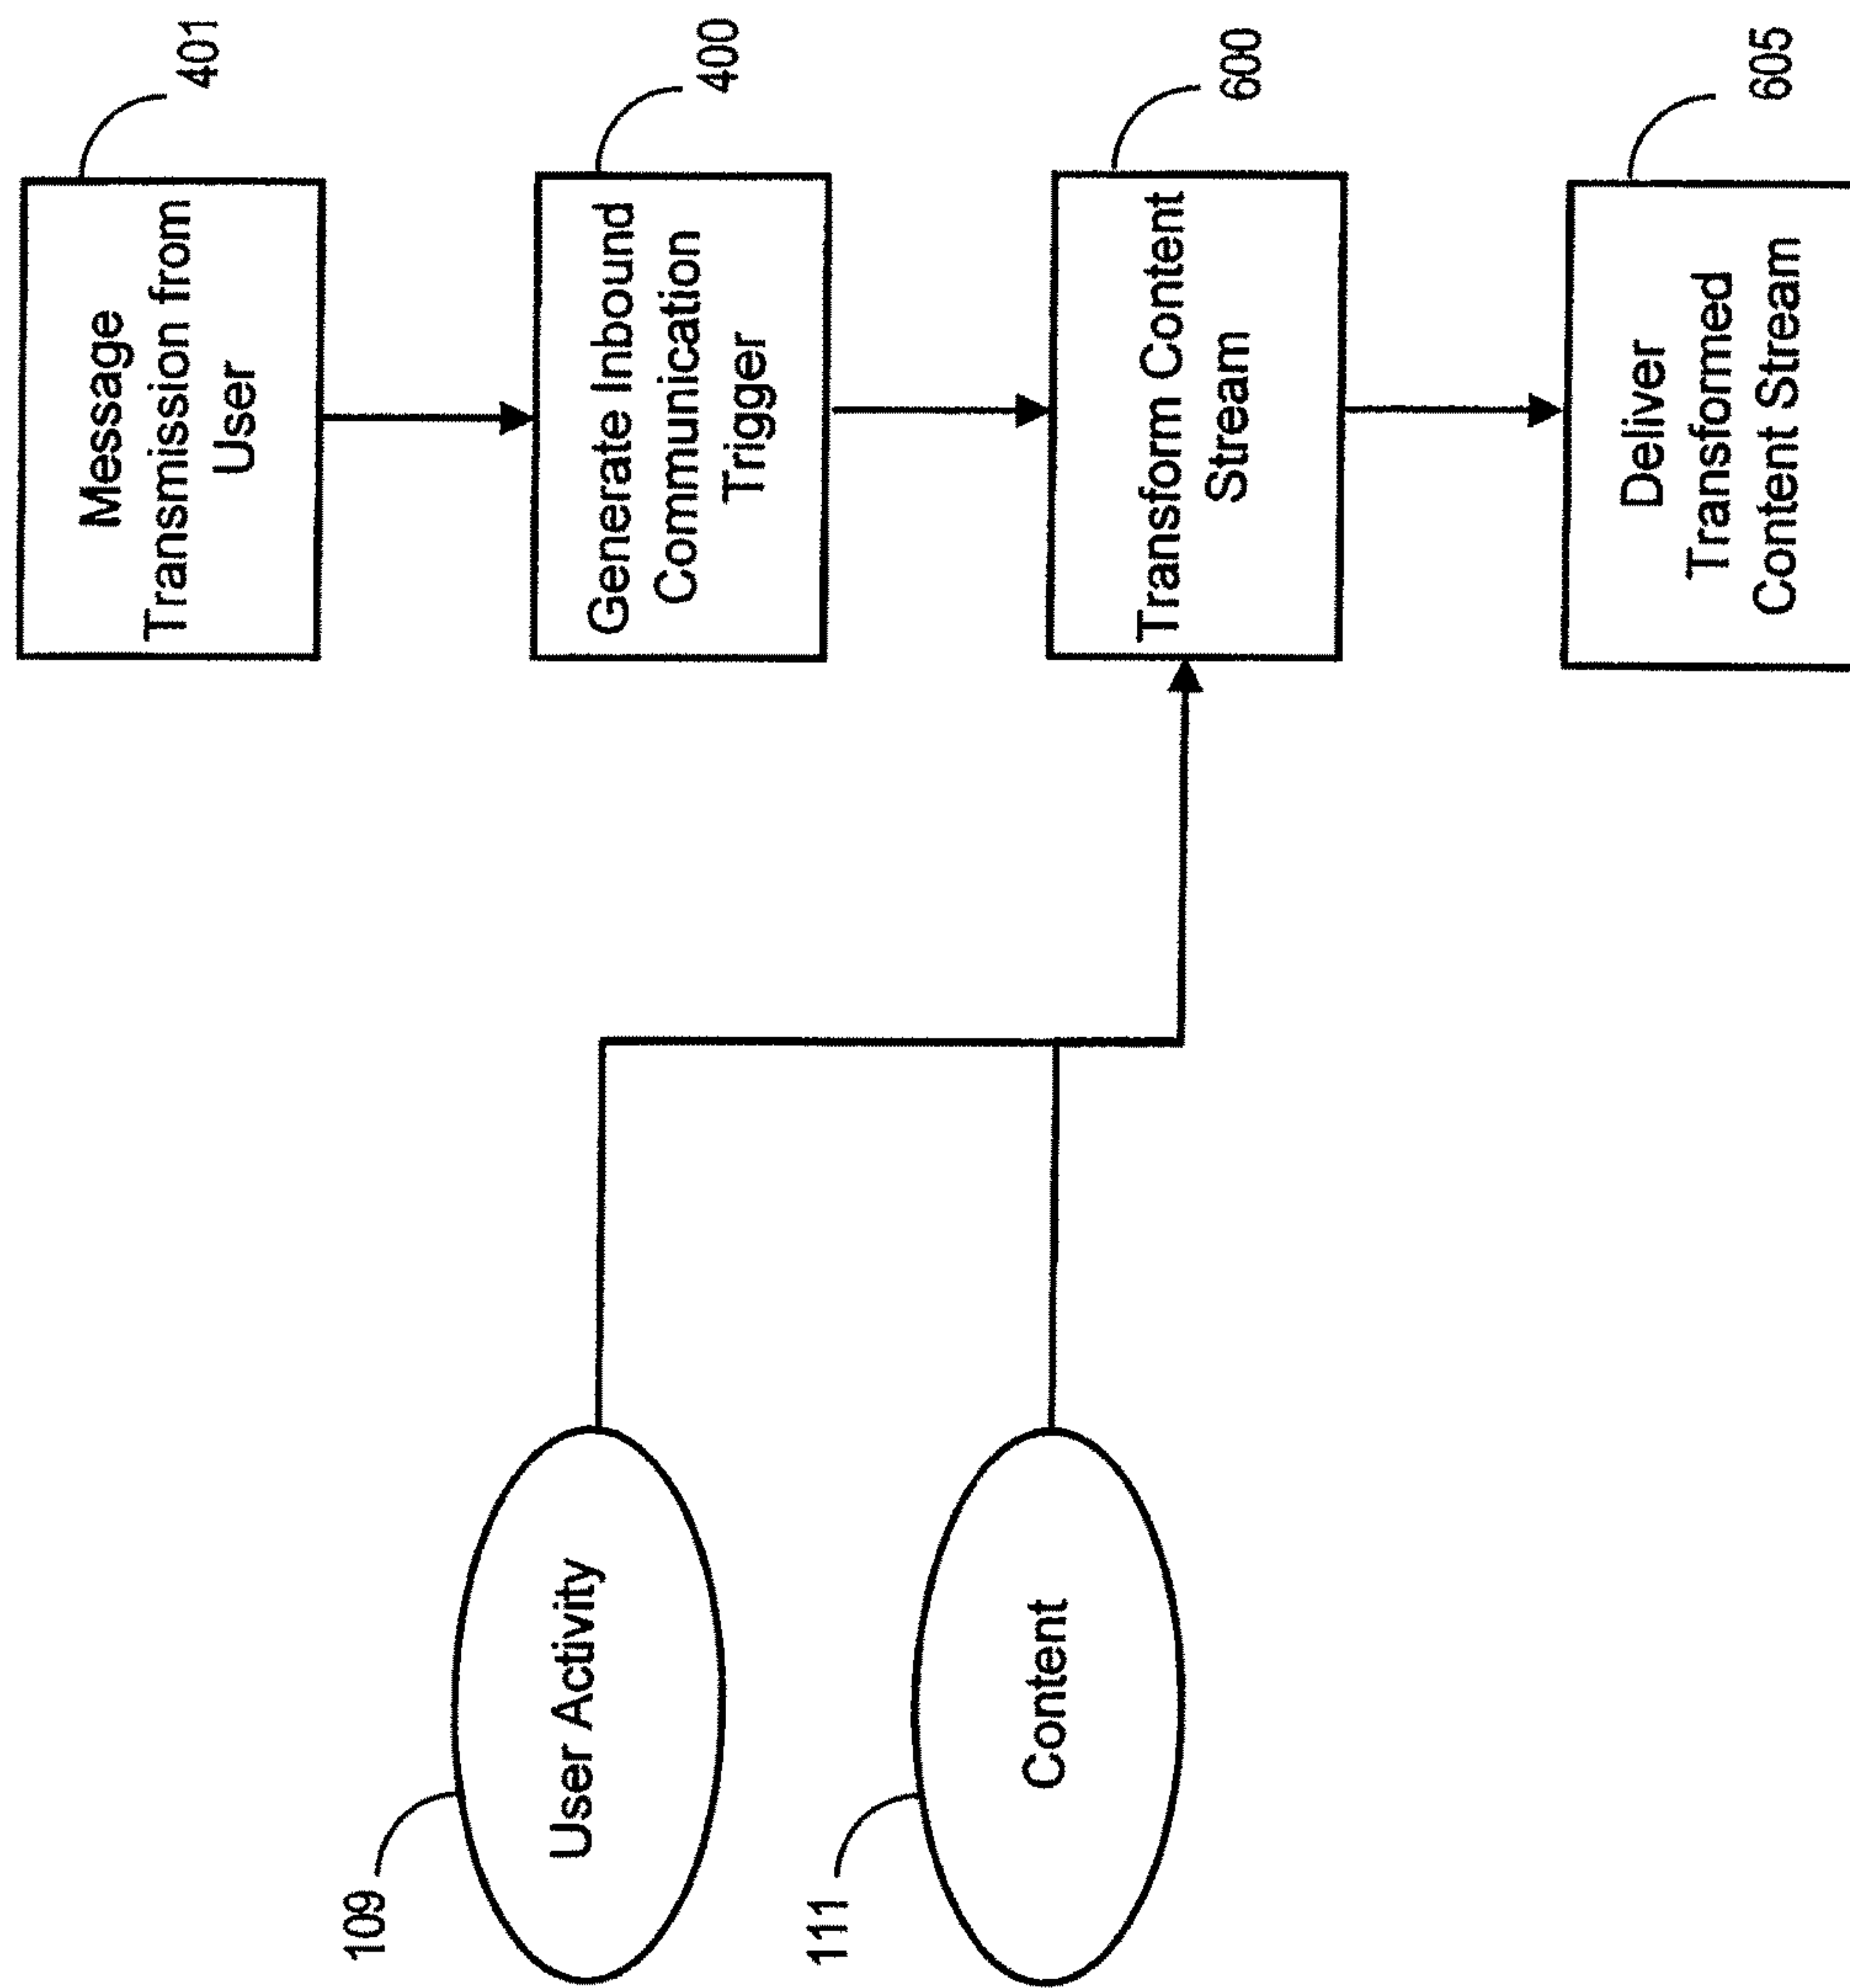 Message
Transmission from
User
401
Generate Inbound
Communication
Trigger
400
Transform Content
Stream
600
Deliver
Transformed
Content Stream
605
109
User Activity
111
Content